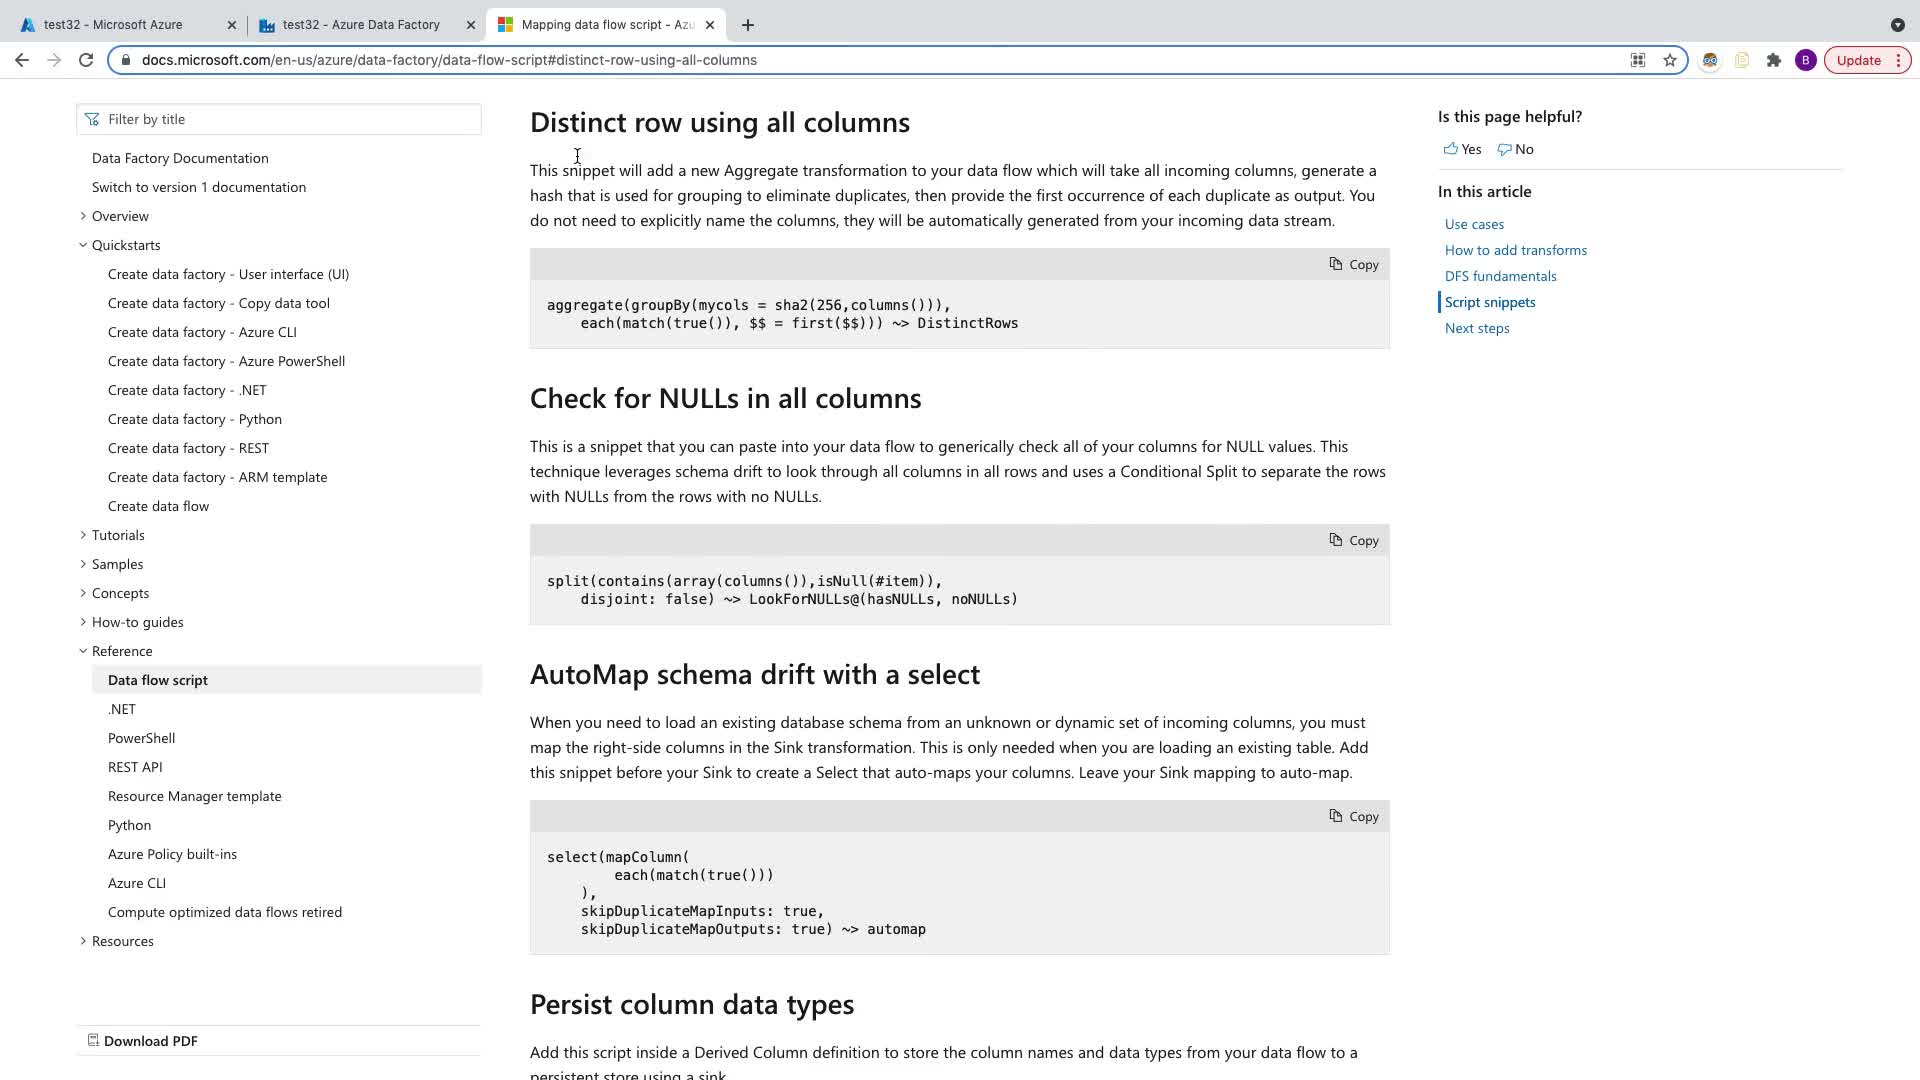 test32 - Microsoft Azure
test32 - Azure Data Factory
Mapping data flow script - Azu
docs.microsoft.com/en-us/azure/data-factory/data-flow-script#distinct-row-using-all-columns
B
Update
Filter by title
Data Factory Documentation
Switch to version 1 documentation
Overview
Quickstarts
Create data factory - User interface (UI)
Create data factory - Copy data tool
Create data factory - Azure CLI
Create data factory - Azure PowerShell
Create data factory - .NET
Create data factory - Python
Create data factory - REST
Create data factory - ARM template
Create data flow
Tutorials
Samples
Concepts
How-to guides
Reference
Data flow script
.NET
PowerShell
REST API
Resource Manager template
Python
Azure Policy built-ins
Azure CLI
Compute optimized data flows retired
Resources
Download PDF
Distinct row using all columns
This snippet will add a new Aggregate transformation to your data flow which will take all incoming columns, generate a
hash that is used for grouping to eliminate duplicates, then provide the first occurrence of each duplicate as output. You
do not need to explicitly name the columns, they will be automatically generated from your incoming data stream.
Copy
aggregate(groupBy(mycols = sha2(256,columns())),
    each(match(true()), $$ = first($$))) ~> DistinctRows
Check for NULLs in all columns
This is a snippet that you can paste into your data flow to generically check all of your columns for NULL values. This
technique leverages schema drift to look through all columns in all rows and uses a Conditional Split to separate the rows
with NULLs from the rows with no NULLs.
Copy
split(contains(array(columns()),isNull(#item)),
    disjoint: false) ~> LookForNULLs@(hasNULLs, noNULLs)
AutoMap schema drift with a select
When you need to load an existing database schema from an unknown or dynamic set of incoming columns, you must
map the right-side columns in the Sink transformation. This is only needed when you are loading an existing table. Add
this snippet before your Sink to create a Select that auto-maps your columns. Leave your Sink mapping to auto-map.
Copy
select(mapColumn(
        each(match(true()))
    ),
    skipDuplicateMapInputs: true,
    skipDuplicateMapOutputs: true) ~> automap
Persist column data types
Add this script inside a Derived Column definition to store the column names and data types from your data flow to a
persistent store using a sink.
Is this page helpful?
Yes No
In this article
Use cases
How to add transforms
DFS fundamentals
Script snippets
Next steps